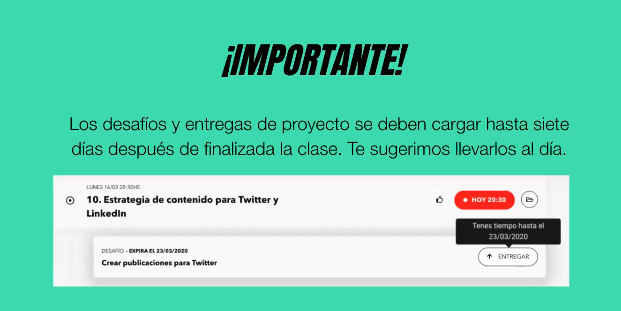 ¡IMPORTANTE!
Los desafíos y entregas de proyecto se deben cargar hasta siete
días después de finalizada la clase. Te sugerimos llevarlos al día.
LUNES 16/03 20:30HS
10. Estrategia de contenido para Twitter y
LinkedIn
HOY 20:30
Tenes tiempo hasta el
23/03/2020
DESAFÍO - EXPIRA EL 23/03/2020
Crear publicaciones para Twitter
ENTREGAR